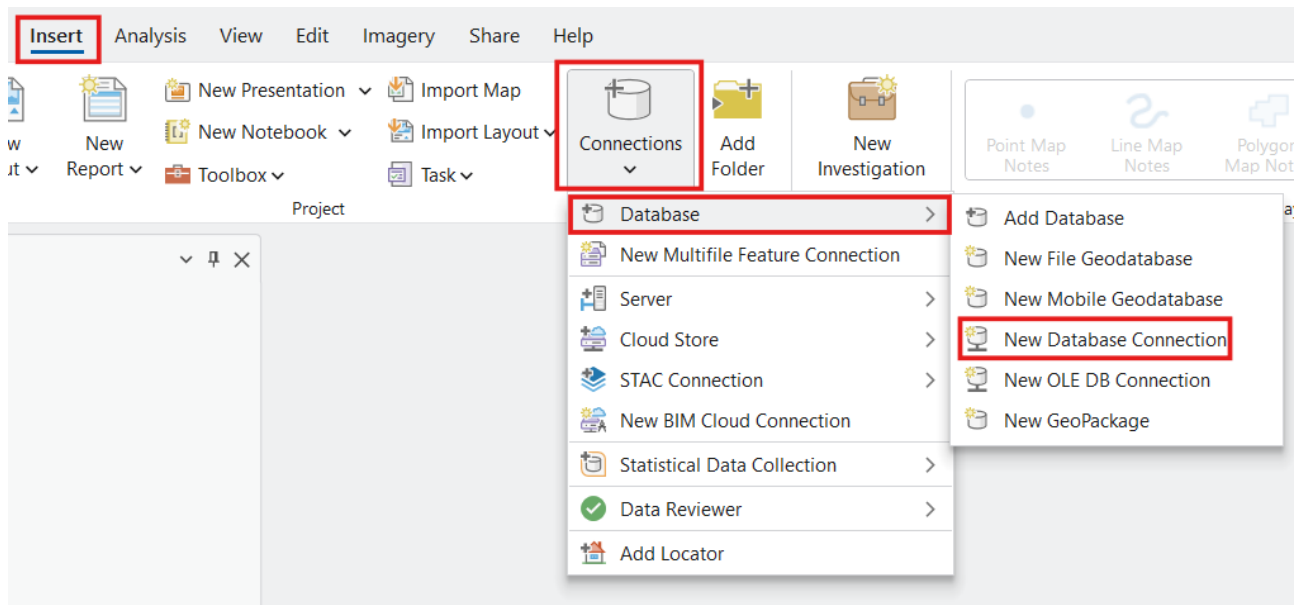 Insert Analysis View Edit Imagery Share Help
New Presentation
Import Map
New Notebook
Import Layout
Toolbox
Task
New
Report
Connections
Add
Folder
New
Investigation
Point Map
Notes
Line Map
Notes
Map
Project
Database
New Multifile Feature Connection
Server
Cloud Store
STAC Connection
New BIM Cloud Connection
Statistical Data Collection
Data Reviewer
Add Locator
Add Database
New File Geodatabase
New Mobile Geodatabase
New Database Connection
New OLE DB Connection
New GeoPackage